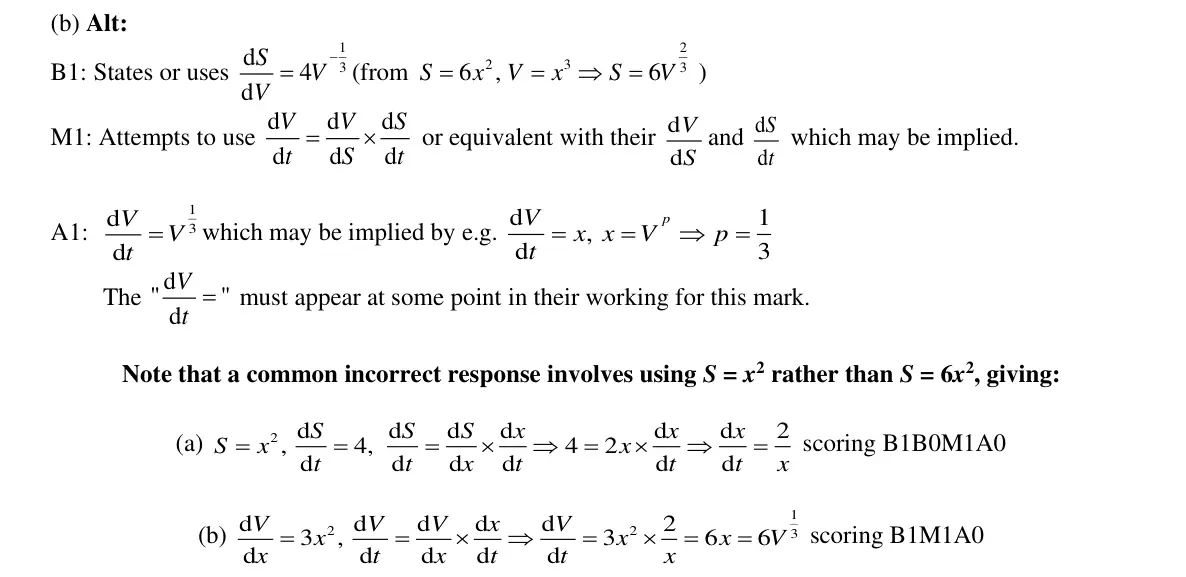 (b) Alt:
B1: States or uses dS/dV = 4V^(-1/3) (from S = 6x², V = x³ ⇒ S = 6V^(2/3) )
M1: Attempts to use dV/dt = dV/dS × dS/dt or equivalent with their dV/dS and dS/dt which may be implied.
A1: dV/dt = V^(1/3) which may be implied by e.g. dV/dt = x, x = V^p ⇒ p = 1/3
The "dV/dt = " must appear at some point in their working for this mark.
Note that a common incorrect response involves using S = x² rather than S = 6x², giving:
(a) S = x², dS/dt = 4, dS/dt = dS/dx × dx/dt ⇒ 4 = 2x × dx/dt ⇒ dx/dt = 2/x scoring B1B0M1A0
(b) dV/dx = 3x², dV/dt = dV/dx × dx/dt ⇒ dV/dt = 3x² × 2/x = 6x = 6V^(1/3) scoring B1M1A0